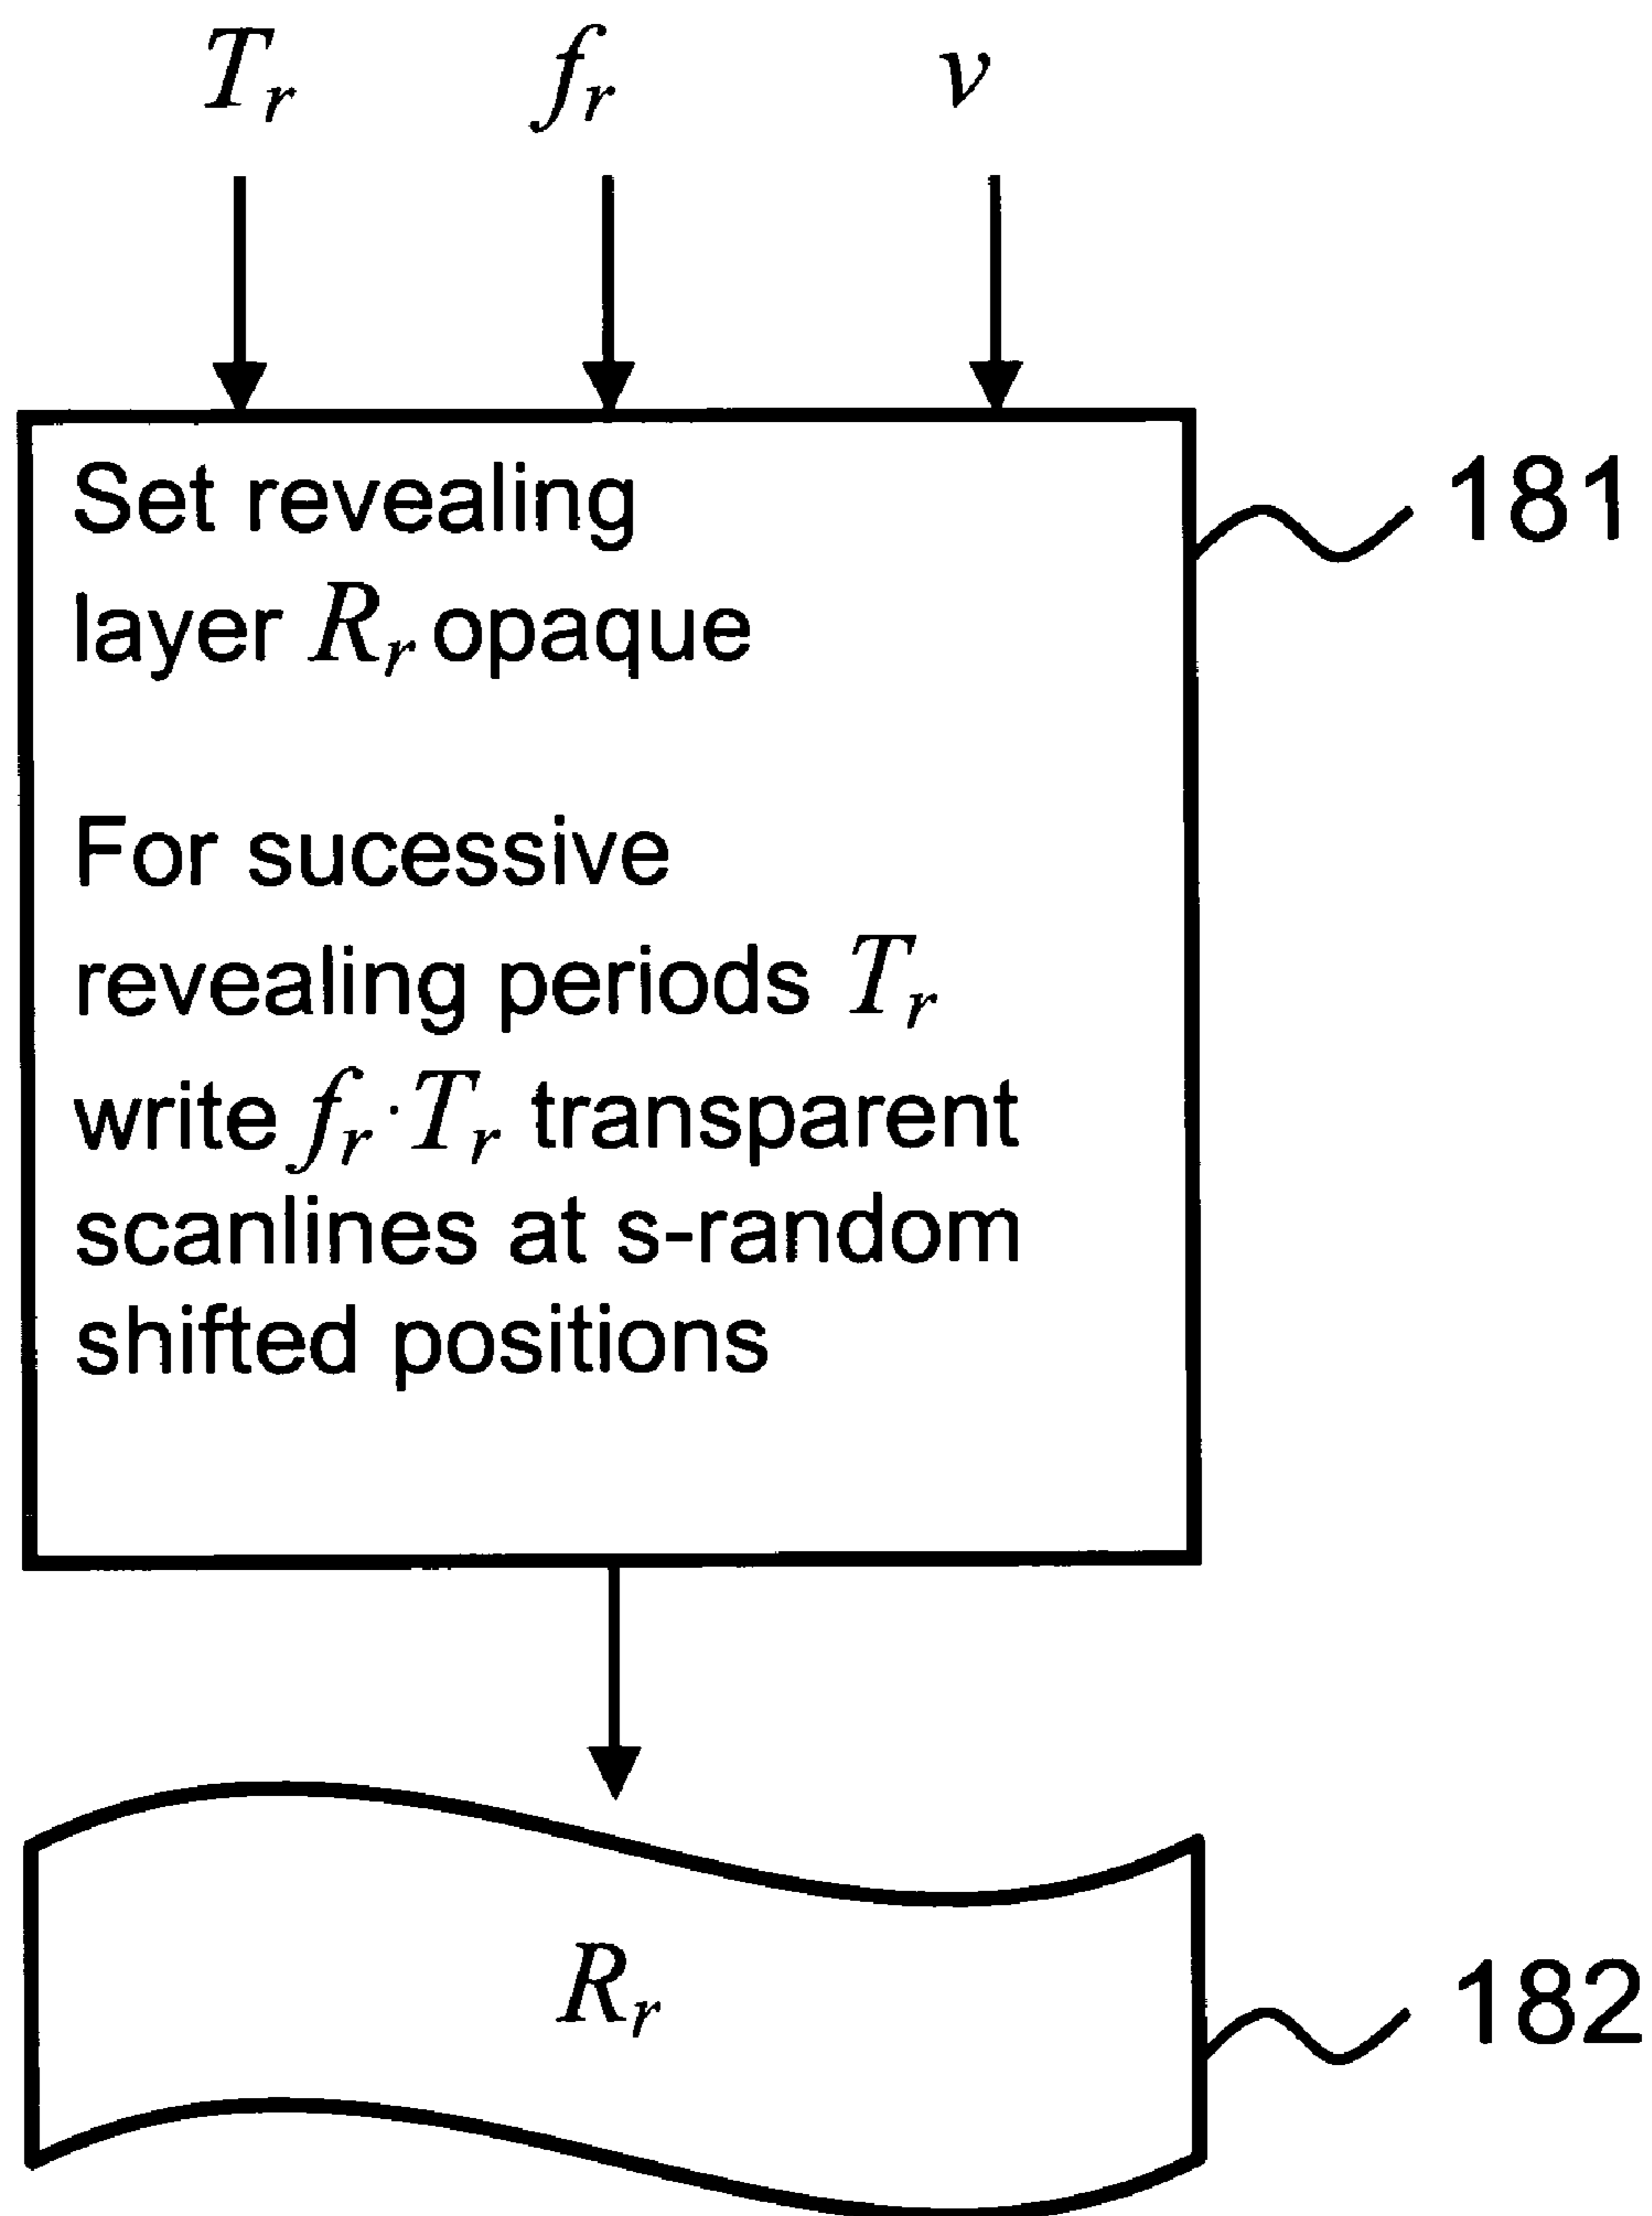 T_r f_r v
Set revealing
layer R_r opaque
181
For sucessive
revealing periods T_r
write f_r · T_r transparent
scanlines at s-random
shifted positions
R_r
182